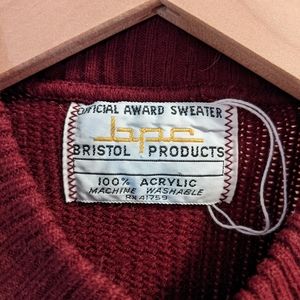 OFFICIAL AWARD SWEATER
bpc
BRISTOL PRODUCTS
100% ACRYLIC
MACHINE WASHABLE
RN 41759